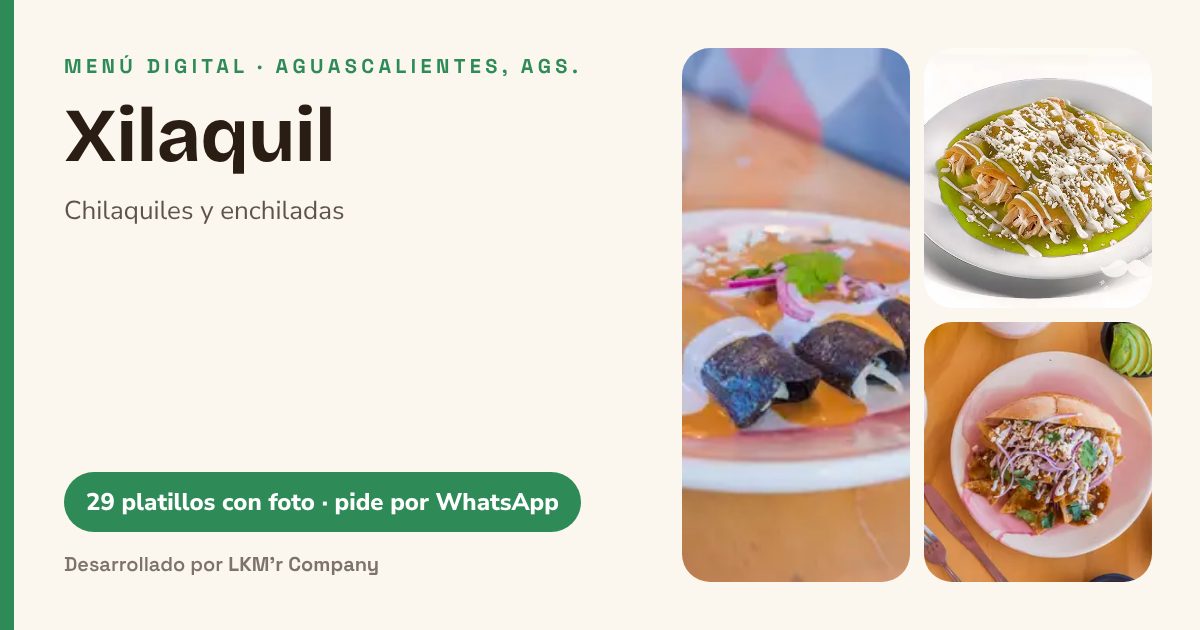 MENÚ DIGITAL · AGUASCALIENTES, AGS.
Xilaquil
Chilaquiles y enchiladas
29 platillos con foto · pide por WhatsApp
Desarrollado por LKM’r Company